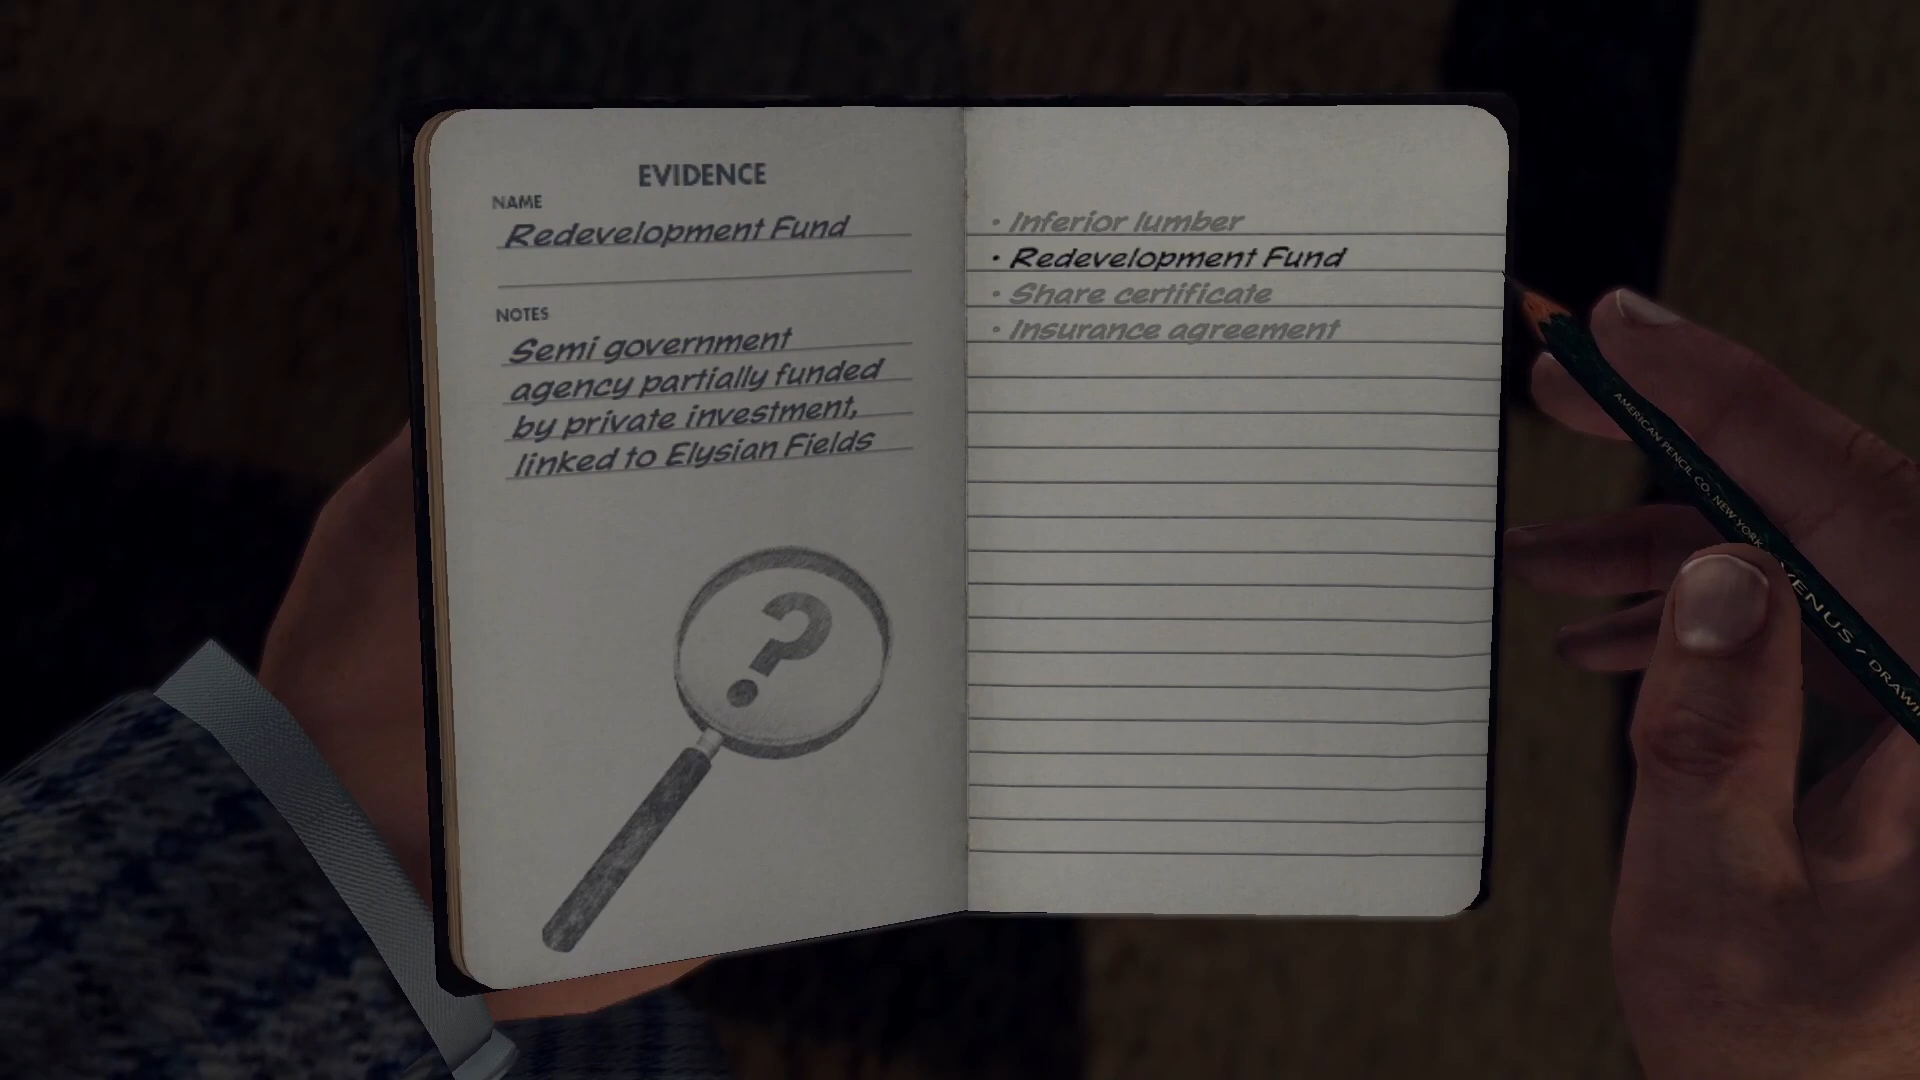 EVIDENCE
NAME
Redevelopment Fund
NOTES
Semi government
agency partially funded
by private investment,
linked to Elysian Fields
?
• Inferior lumber
• Redevelopment Fund
• Share certificate
• Insurance agreement
AMERICAN PENCIL CO. NEW YORK
VENUS / DRAWI